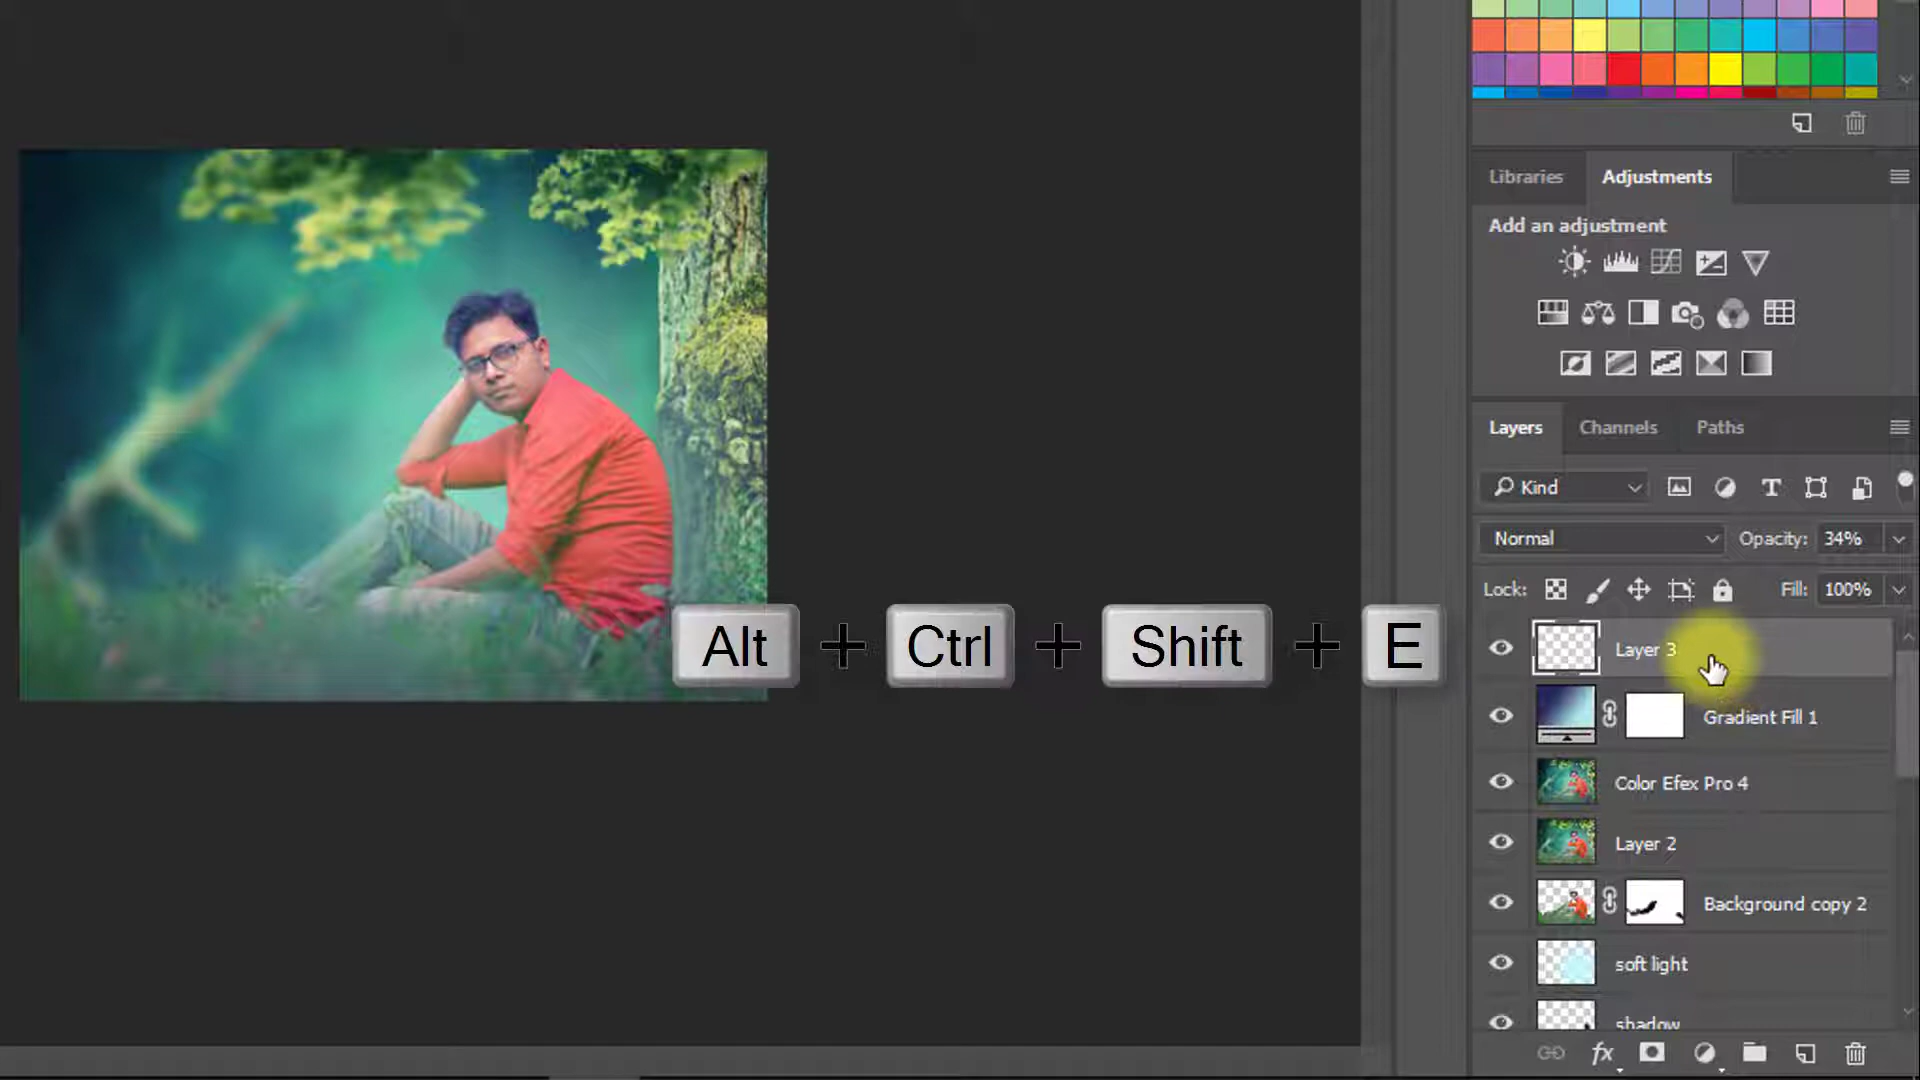 Libraries Adjustments
Add an adjustment
Layers Channels Paths
Kind
Normal Opacity: 34%
Lock: Fill: 100%
Alt + Ctrl + Shift + E
Layer 3
Gradient Fill 1
Color Efex Pro 4
Layer 2
Background copy 2
soft light
shadow
fx